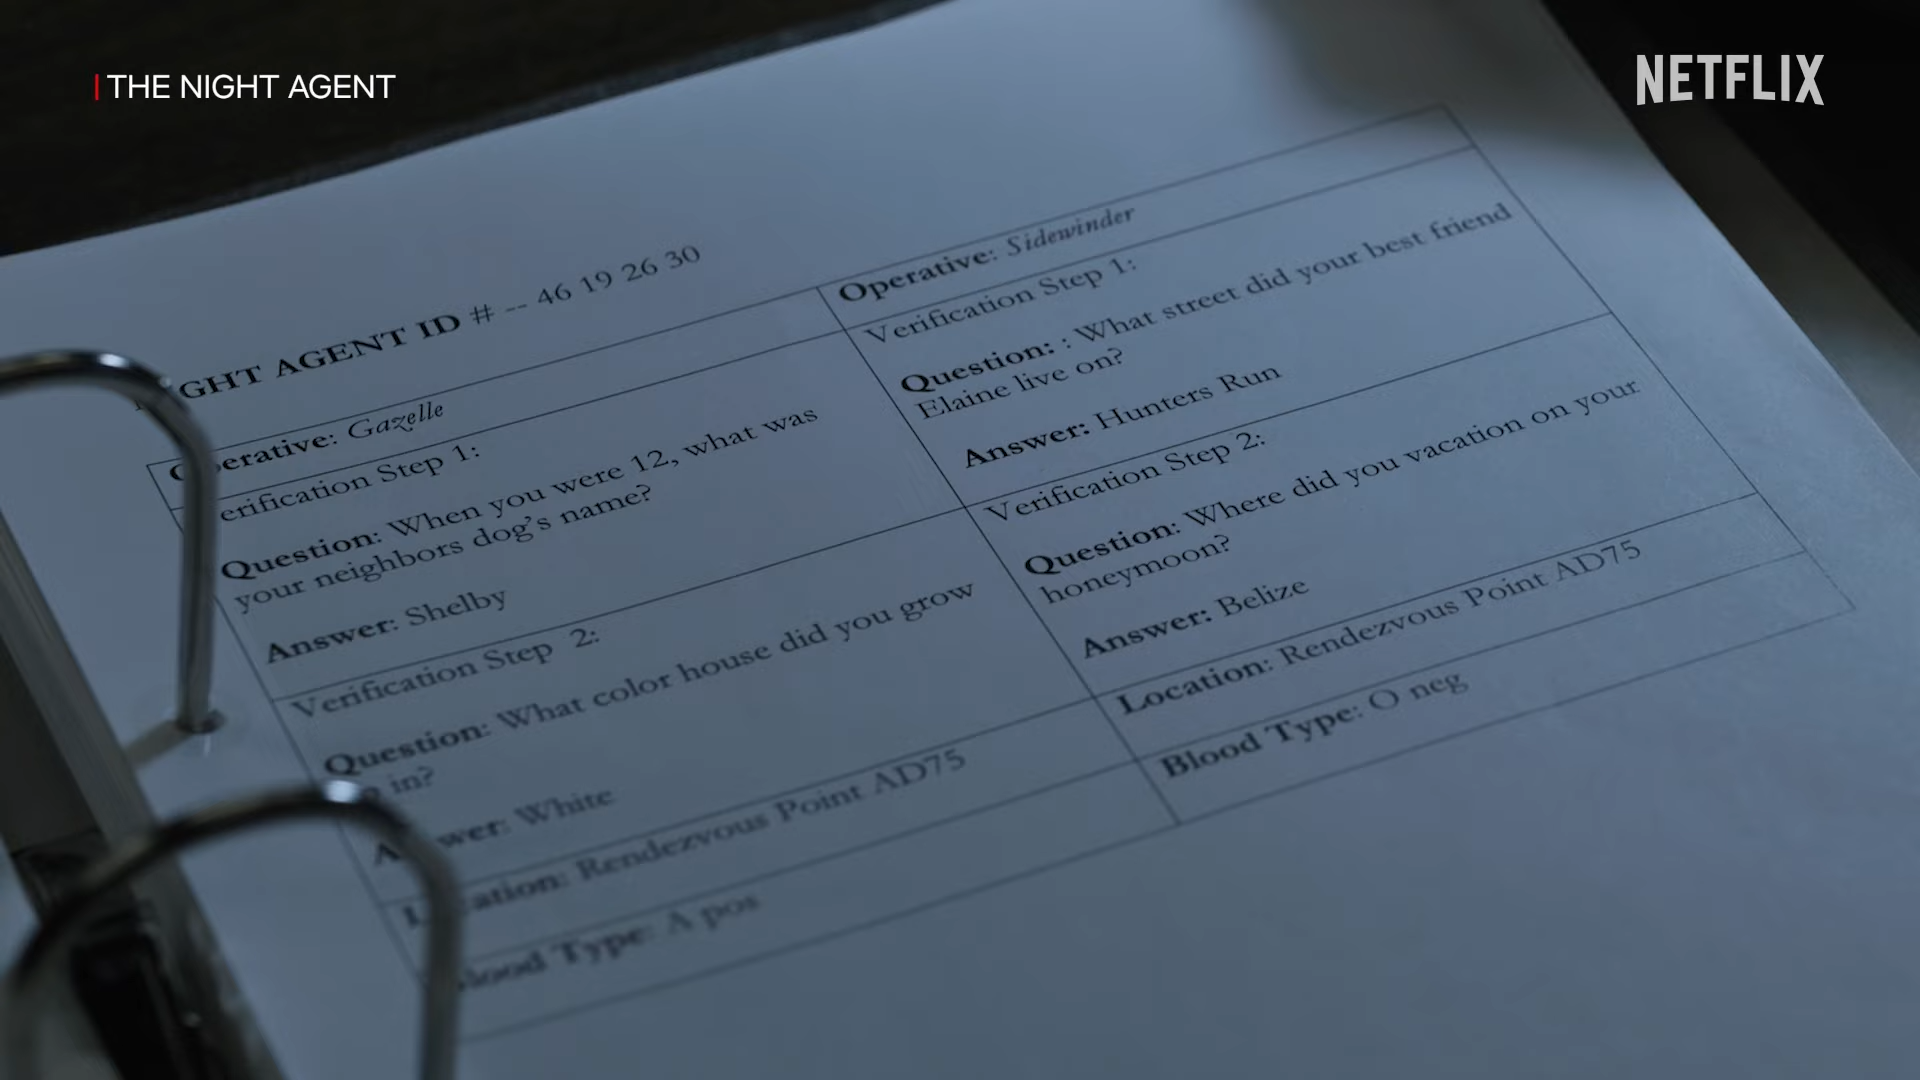 THE NIGHT AGENT
NETFLIX
GHT AGENT ID # -- 46 19 26 30
Operative: Gazelle
erification Step 1:
Question: When you were 12, what was
your neighbors dog's name?
Answer: Shelby
Verification Step 2:
Question: What color house did you grow
in?
Answer: White
Location: Rendezvous Point AD75
Blood Type: A pos
Operative: Sidewinder
Verification Step 1:
Question: : What street did your best friend
Elaine live on?
Answer: Hunters Run
Verification Step 2:
Question: Where did you vacation on your
honeymoon?
Answer: Belize
Location: Rendezvous Point AD75
Blood Type: O neg